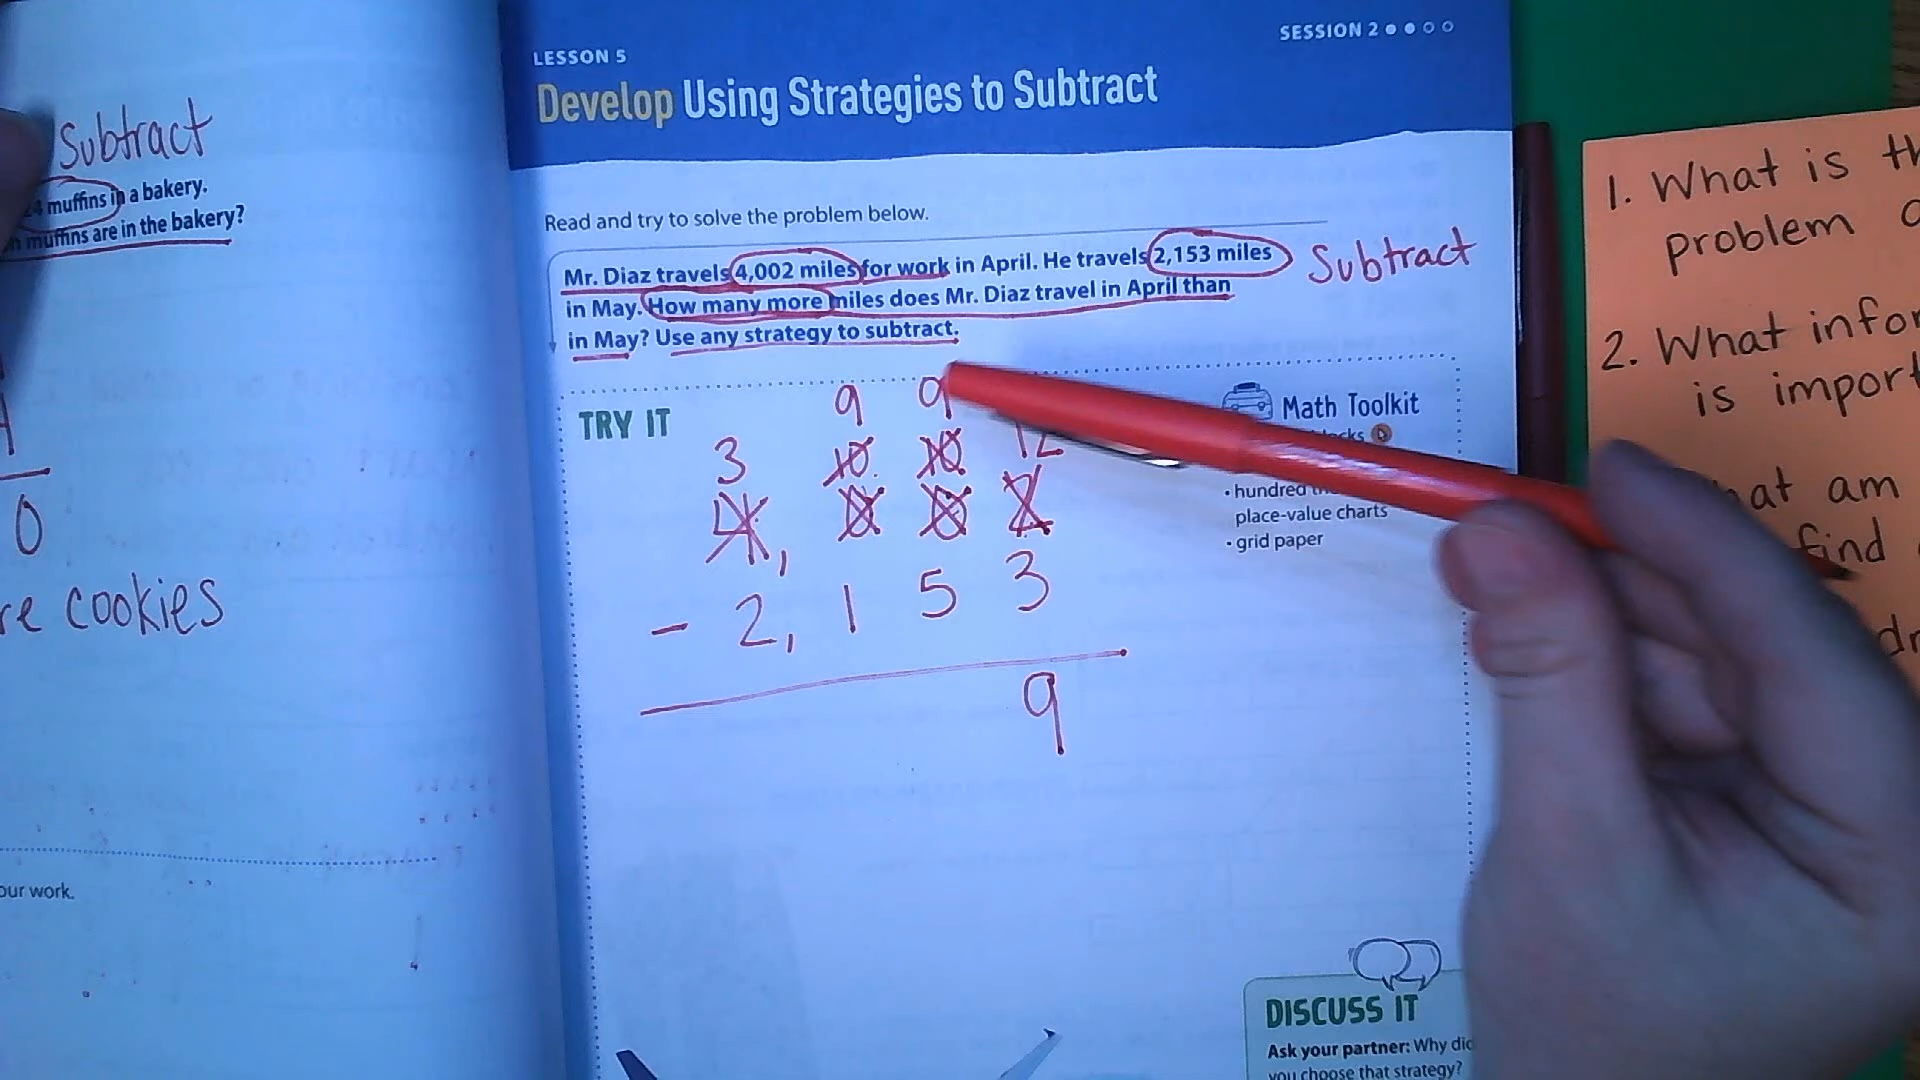 Subtract
muffins in a bakery.
muffins are in the bakery?
0
cookies
our work.
LESSON 5
SESSION 2
Develop Using Strategies to Subtract
Read and try to solve the problem below.
Mr. Diaz travels 4,002 miles for work in April. He travels 2,153 miles
in May. How many more miles does Mr. Diaz travel in April than
in May? Use any strategy to subtract.
Subtract
TRY IT
9 9
3 10 10 12
4, 0 0 2
- 2, 1 5 3
9
Math Toolkit
• hundred
place-value charts
• grid paper
DISCUSS IT
Ask your partner: Why did
you choose that strategy?
1. What is
problem
2. What
is
am
find